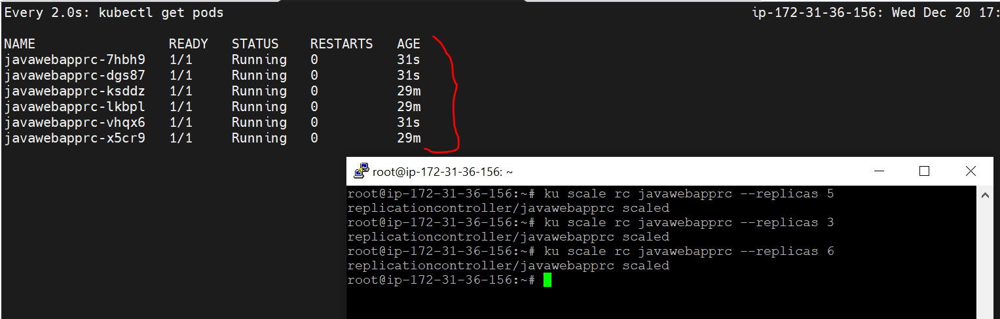 Every 2.0s: kubectl get pods ip-172-31-36-156: Wed Dec 20 17:
NAME READY STATUS RESTARTS AGE
javawebapprc-7hbh9 1/1 Running 0 31s
javawebapprc-dgs87 1/1 Running 0 31s
javawebapprc-ksddz 1/1 Running 0 29m
javawebapprc-lkbpl 1/1 Running 0 29m
javawebapprc-vhqx6 1/1 Running 0 31s
javawebapprc-x5cr9 1/1 Running 0 29m
root@ip-172-31-36-156: ~
root@ip-172-31-36-156:~# ku scale rc javawebapprc --replicas 5
replicationcontroller/javawebapprc scaled
root@ip-172-31-36-156:~# ku scale rc javawebapprc --replicas 3
replicationcontroller/javawebapprc scaled
root@ip-172-31-36-156:~# ku scale rc javawebapprc --replicas 6
replicationcontroller/javawebapprc scaled
root@ip-172-31-36-156:~#